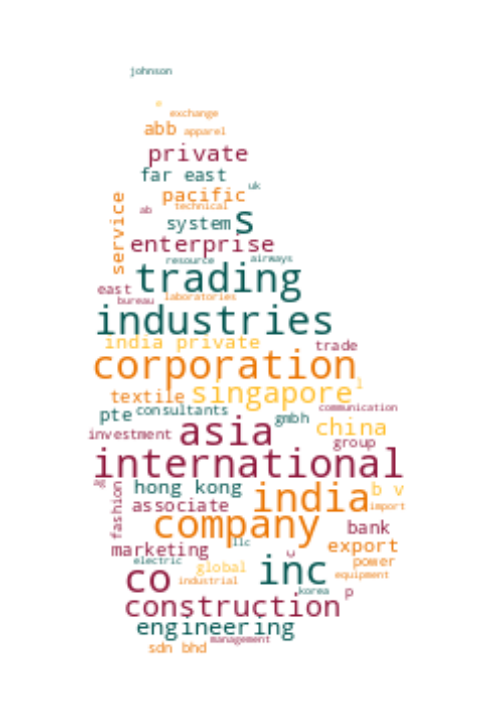 johnson
e
exchange
abb apparel
private
far east
uk
pacific
ab technical
service
system s
enterprise
resource airways
trading
east
bureau laboratories
industries
india private trade
corporation
l
textile singapore
pte consultants gmbh communication
china
investment asia group
international
ag
fashion
hong kong india b v
associate import
company bank
llc
marketing u export
electric power
global inc equipment
co industrial korea p
construction
engineering
management
sdn bhd